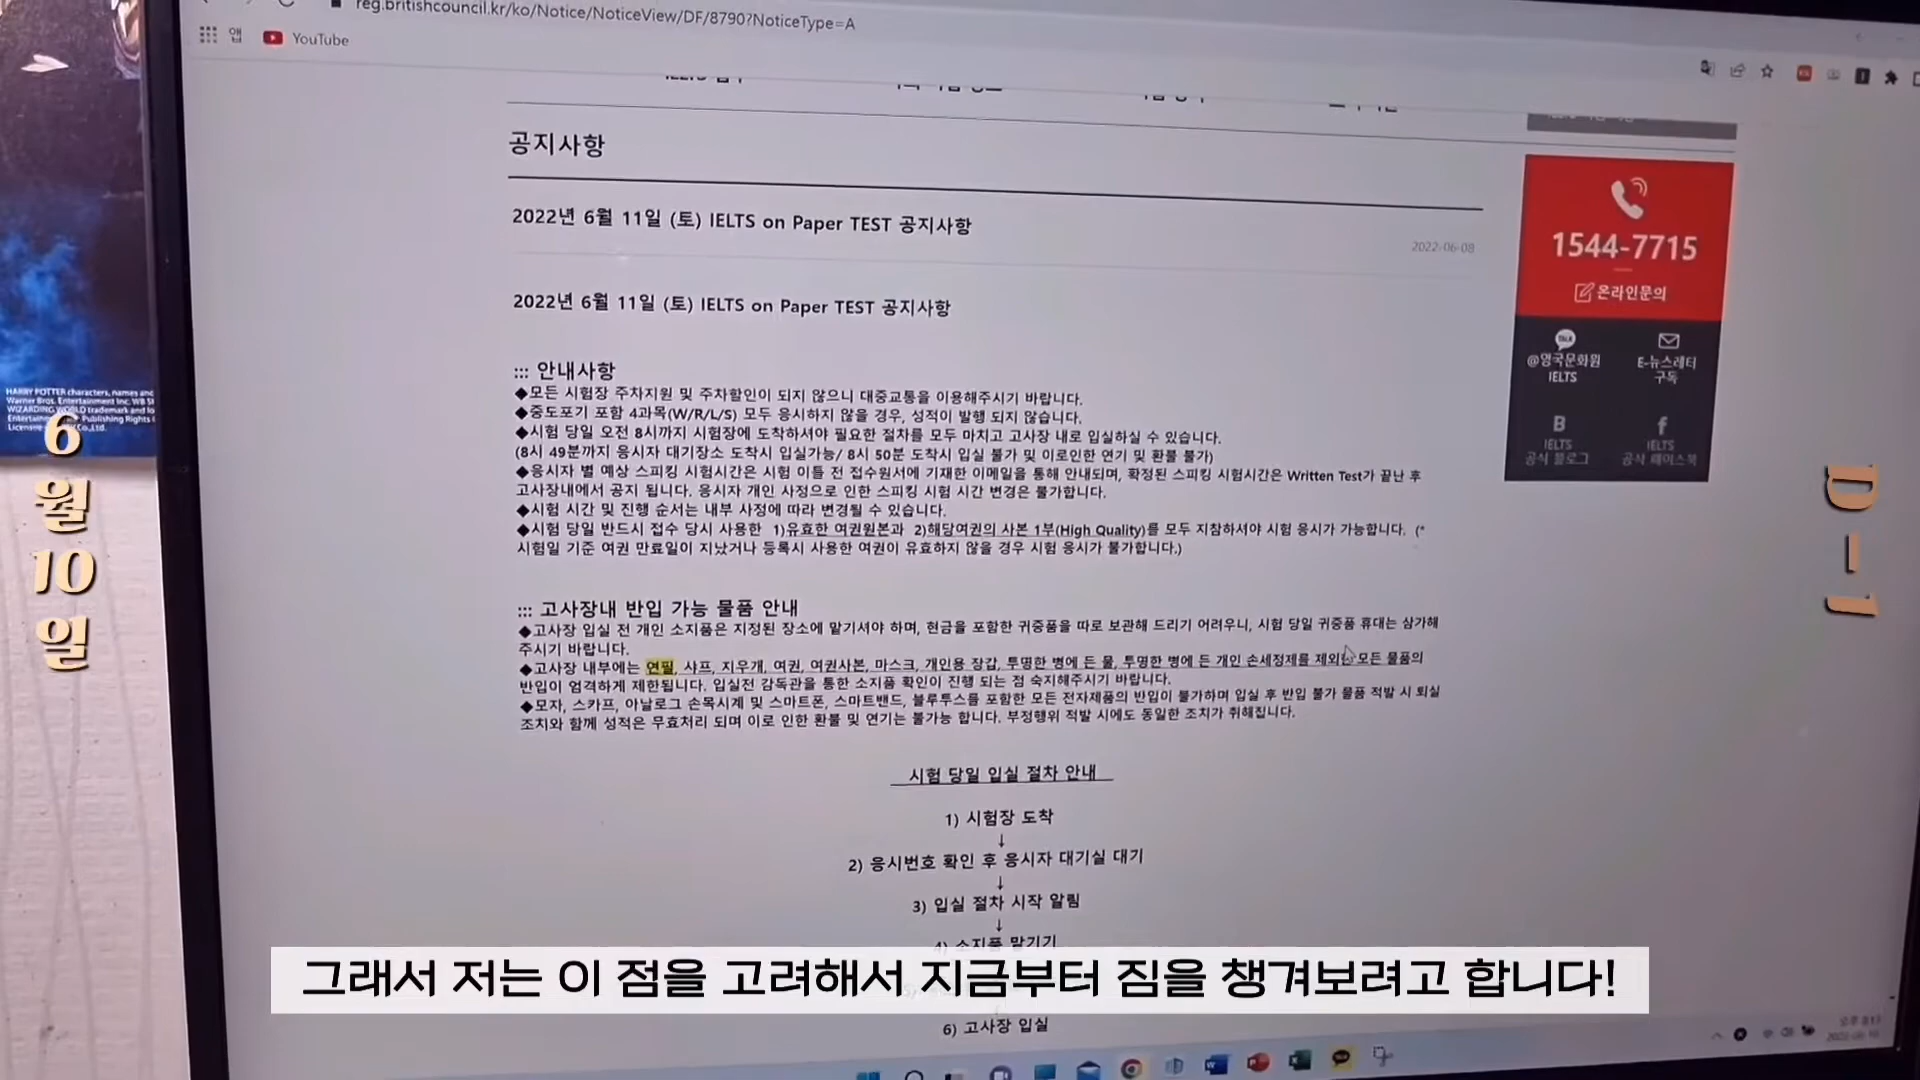 reg.britishcouncil.kr/ko/Notice/NoticeView/DF/8790?NoticeType=A
앱
YouTube
공지사항
2022년 6월 11일 (토) IELTS on Paper TEST 공지사항
2022-06-08
2022년 6월 11일 (토) IELTS on Paper TEST 공지사항
::: 안내사항
◆모든 시험장 주차지원 및 주차할인이 되지 않으니 대중교통을 이용해주시기 바랍니다.
◆중도포기 포함 4과목(W/R/L/S) 모두 응시하지 않을 경우, 성적이 발행 되지 않습니다.
◆시험 당일 오전 8시까지 시험장에 도착하셔야 필요한 절차를 모두 마치고 고사장 내로 입실하실 수 있습니다.
(8시 49분까지 응시자 대기장소 도착시 입실가능/ 8시 50분 도착시 입실 불가 및 이로인한 연기 및 환불 불가)
◆응시자 별 예상 스피킹 시험시간은 시험 이틀 전 접수원서에 기재한 이메일을 통해 안내되며, 확정된 스피킹 시험시간은 Written Test가 끝난 후
고사장내에서 공지 됩니다. 응시자 개인 사정으로 인한 스피킹 시험 시간 변경은 불가합니다.
◆시험 시간 및 진행 순서는 내부 사정에 따라 변경될 수 있습니다.
◆시험 당일 반드시 접수 당시 사용한 1)유효한 여권원본과 2)해당여권의 사본 1부(High Quality)를 모두 지참하셔야 시험 응시가 가능합니다. (*
시험일 기준 여권 만료일이 지났거나 등록시 사용한 여권이 유효하지 않을 경우 시험 응시가 불가합니다.)
::: 고사장내 반입 가능 물품 안내
◆고사장 입실 전 개인 소지품은 지정된 장소에 맡기셔야 하며, 현금을 포함한 귀중품을 따로 보관해 드리기 어려우니, 시험 당일 귀중품 휴대는 삼가해
주시기 바랍니다.
◆고사장 내부에는 연필, 샤프, 지우개, 여권, 여권사본, 마스크, 개인용 장갑, 투명한 병에 든 물, 투명한 병에 든 개인 손세정제를 제외한 모든 물품의
반입이 엄격하게 제한됩니다. 입실전 감독관을 통한 소지품 확인이 진행 되는 점 숙지해주시기 바랍니다.
◆모자, 스카프, 아날로그 손목시계 및 스마트폰, 스마트밴드, 블루투스를 포함한 모든 전자제품의 반입이 불가하며 입실 후 반입 불가 물품 적발 시 퇴실
조치와 함께 성적은 무효처리 되며 이로 인한 환불 및 연기는 불가능 합니다. 부정행위 적발 시에도 동일한 조치가 취해집니다.
시험 당일 입실 절차 안내
1) 시험장 도착
↓
2) 응시번호 확인 후 응시자 대기실 대기
↓
3) 입실 절차 시작 알림
↓
4) 소지품 맡기기
6) 고사장 입실
1544-7715
온라인문의
TALK
@영국문화원
IELTS
E-뉴스레터
구독
B
IELTS
공식 블로그
f
IELTS
공식 페이스북
HARRY POTTER characters, names and
Warner Bros. Entertainment Inc. WB
WIZARDING WORLD trademark and
Publishing Rights
6월 10일
D-1
그래서 저는 이 점을 고려해서 지금부터 짐을 챙겨보려고 합니다!